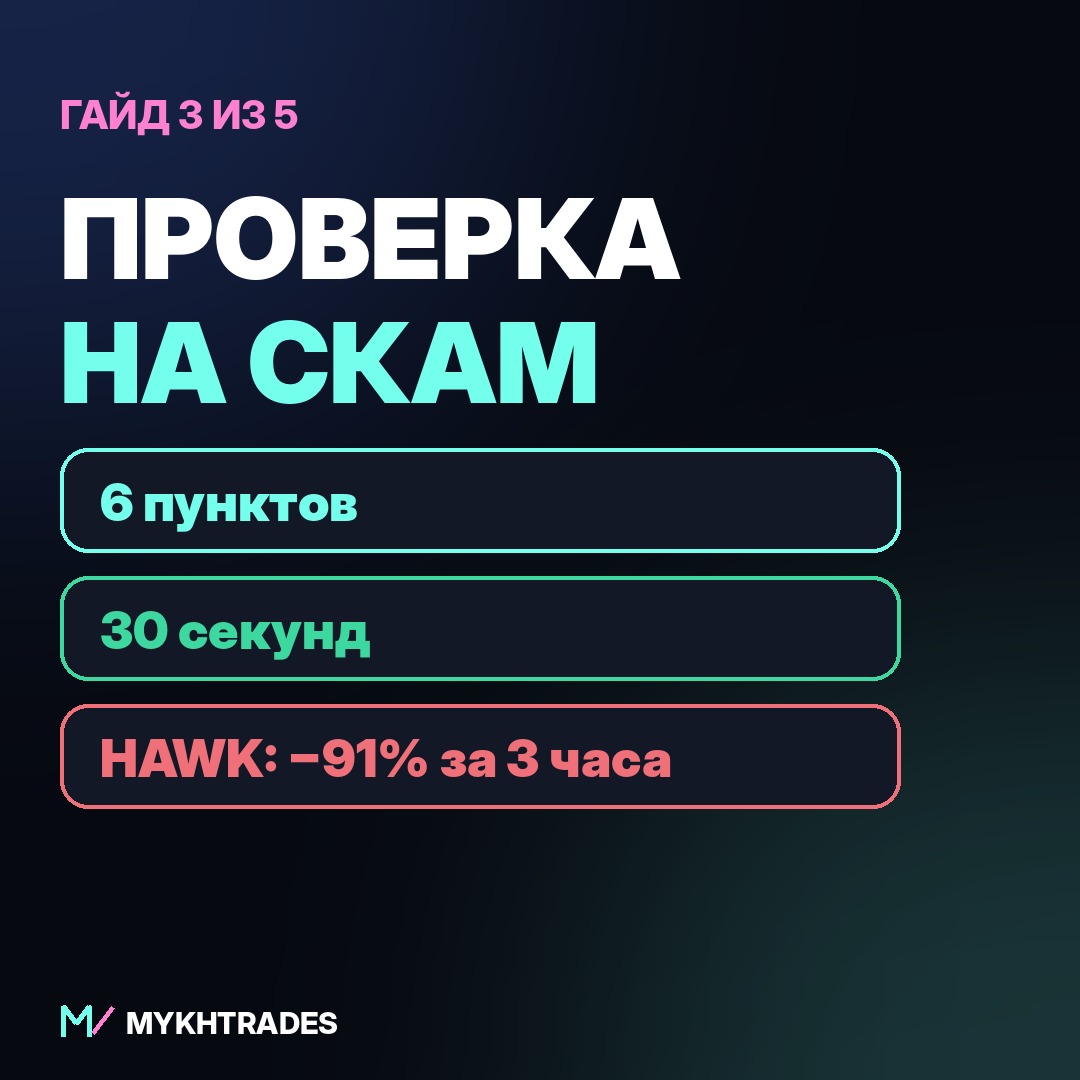 ГАЙД 3 ИЗ 5
ПРОВЕРКА
НА СКАМ
6 пунктов
30 секунд
HAWK: −91% за 3 часа
MYKHTRADES